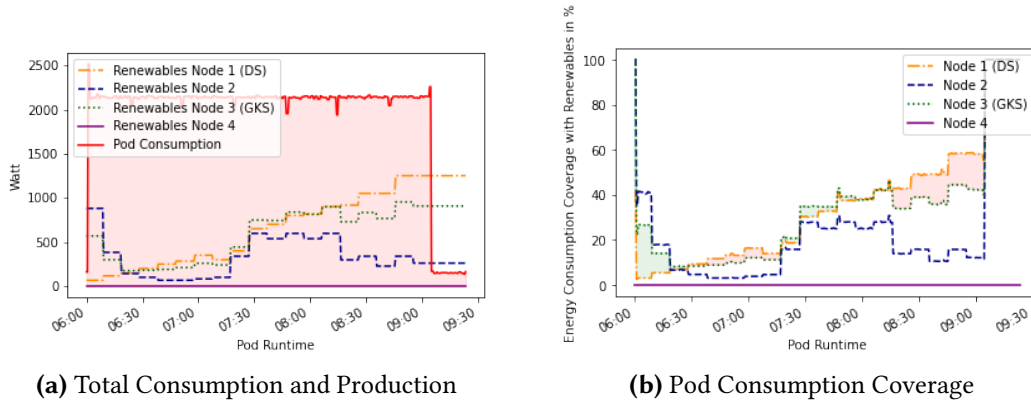 2500
2000
1500
1000
500
0
Watt
Renewables Node 1 (DS)
Renewables Node 2
Renewables Node 3 (GKS)
Renewables Node 4
Pod Consumption
06:00
06:30
07:00
07:30
08:00
08:30
09:00
09:30
Pod Runtime
(a) Total Consumption and Production
Energy Consumption Coverage with Renewables in %
100
80
60
40
20
0
Node 1 (DS)
Node 2
Node 3 (GKS)
Node 4
06:00
06:30
07:00
07:30
08:00
08:30
09:00
09:30
Pod Runtime
(b) Pod Consumption Coverage